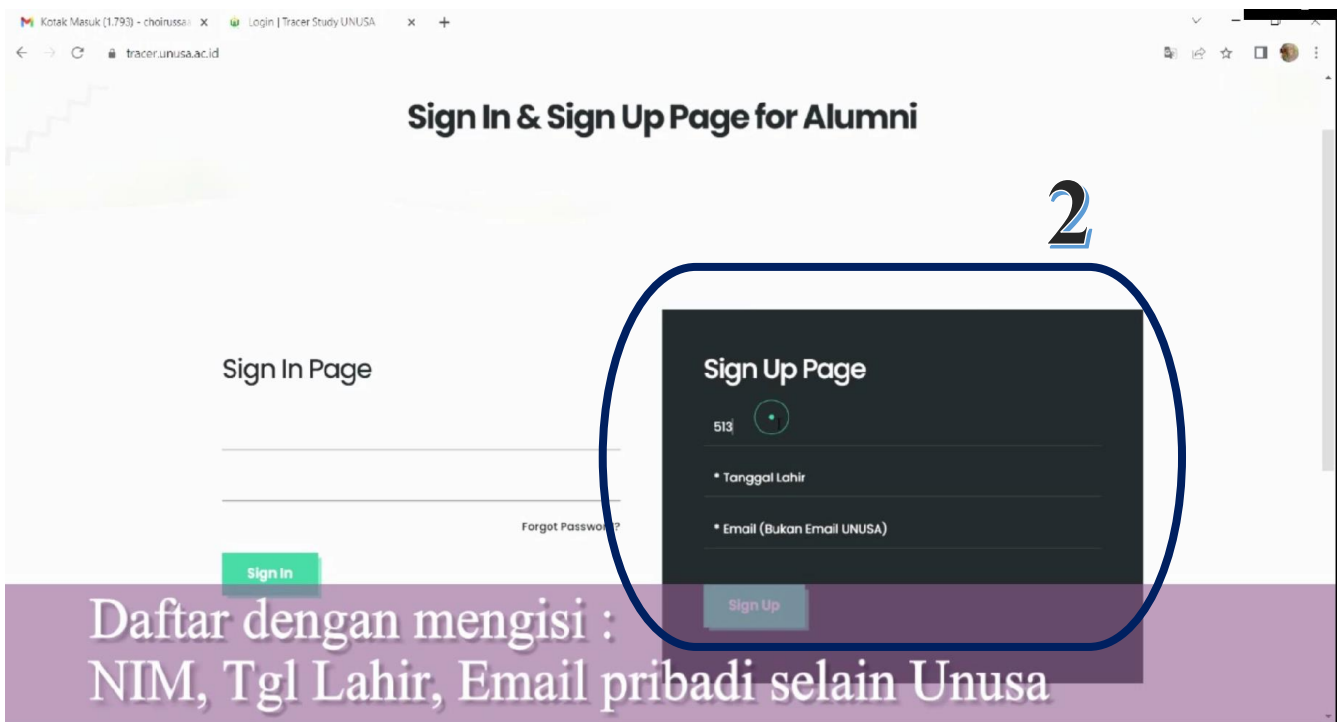 Kotak Masuk (1.793) - choirussa
Login | Tracer Study UNUSA
tracer.unusa.ac.id
Sign In & Sign Up Page for Alumni
2
Sign In Page
Forgot Password?
Sign In
Sign Up Page
513
* Tanggal Lahir
* Email (Bukan Email UNUSA)
Sign Up
Daftar dengan mengisi :
NIM, Tgl Lahir, Email pribadi selain Unusa